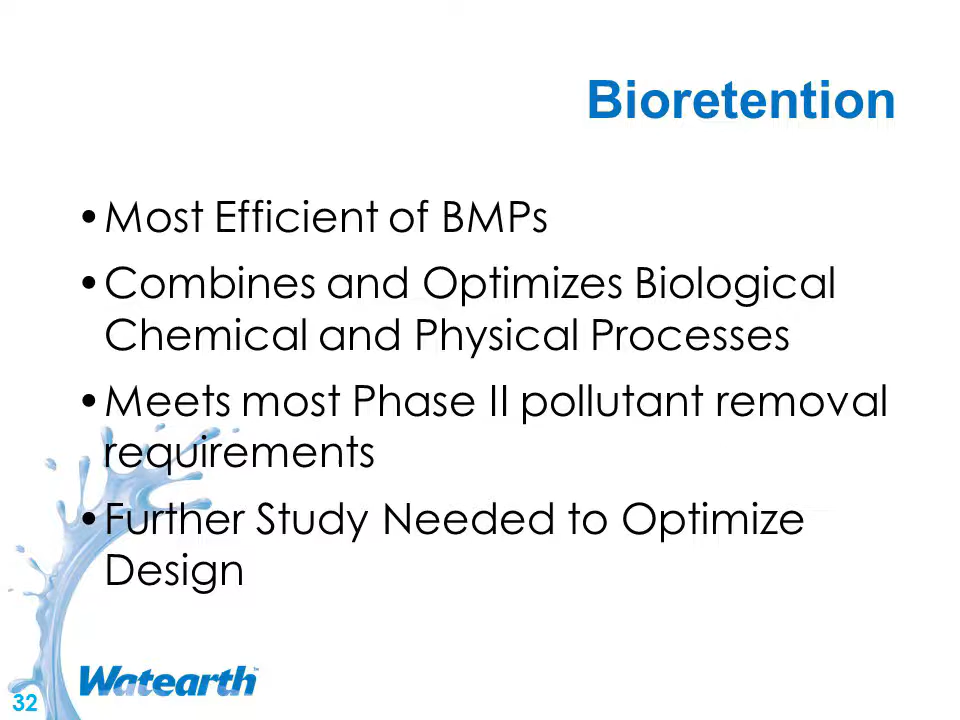 Bioretention
•Most Efficient of BMPs
•Combines and Optimizes Biological
Chemical and Physical Processes
•Meets most Phase II pollutant removal
requirements
•Further Study Needed to Optimize
Design
Watearth™
32